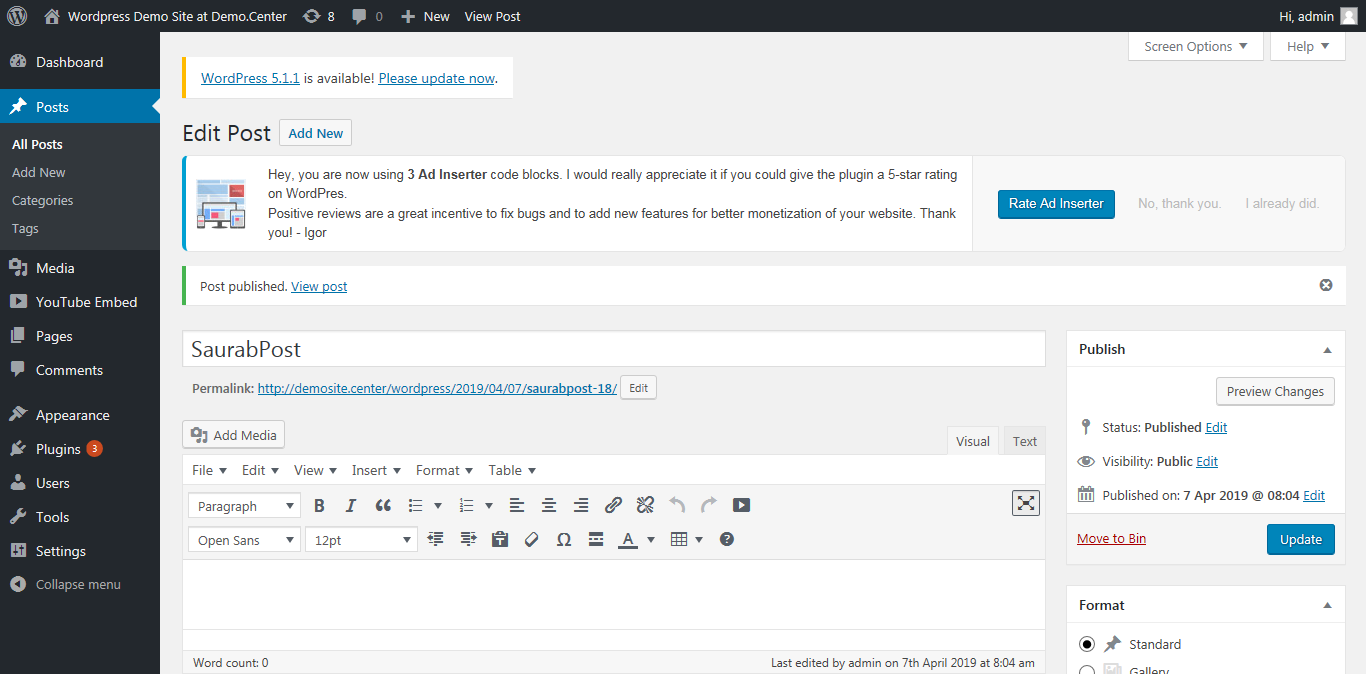 Wordpress Demo Site at Demo.Center 8 0 New View Post Hi, admin
Screen Options Help
Dashboard
Posts
All Posts
Add New
Categories
Tags
Media
YouTube Embed
Pages
Comments
Appearance
Plugins 3
Users
Tools
Settings
Collapse menu
WordPress 5.1.1 is available! Please update now.
Edit Post Add New
Hey, you are now using 3 Ad Inserter code blocks. I would really appreciate it if you could give the plugin a 5-star rating
on WordPres.
Positive reviews are a great incentive to fix bugs and to add new features for better monetization of your website. Thank
you! - Igor
Rate Ad Inserter No, thank you. I already did.
Post published. View post
SaurabPost
Permalink: http://demosite.center/wordpress/2019/04/07/saurabpost-18/ Edit
Add Media
Visual Text
File Edit View Insert Format Table
Paragraph
Open Sans 12pt
Word count: 0 Last edited by admin on 7th April 2019 at 8:04 am
Publish
Preview Changes
Status: Published Edit
Visibility: Public Edit
Published on: 7 Apr 2019 @ 08:04 Edit
Move to Bin Update
Format
Standard
Gallery